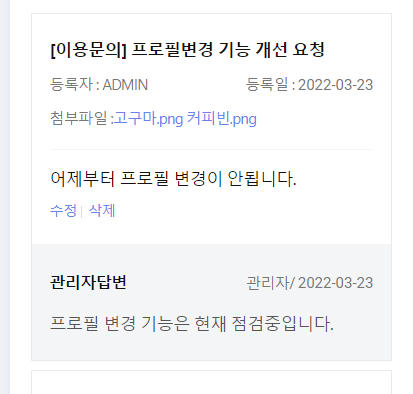 [이용문의] 프로필변경 기능 개선 요청
등록자 : ADMIN 등록일 : 2022-03-23
첨부파일 :고구마.png 커피빈.png
어제부터 프로필 변경이 안됩니다.
수정 | 삭제
관리자답변 관리자/ 2022-03-23
프로필 변경 기능은 현재 점검중입니다.